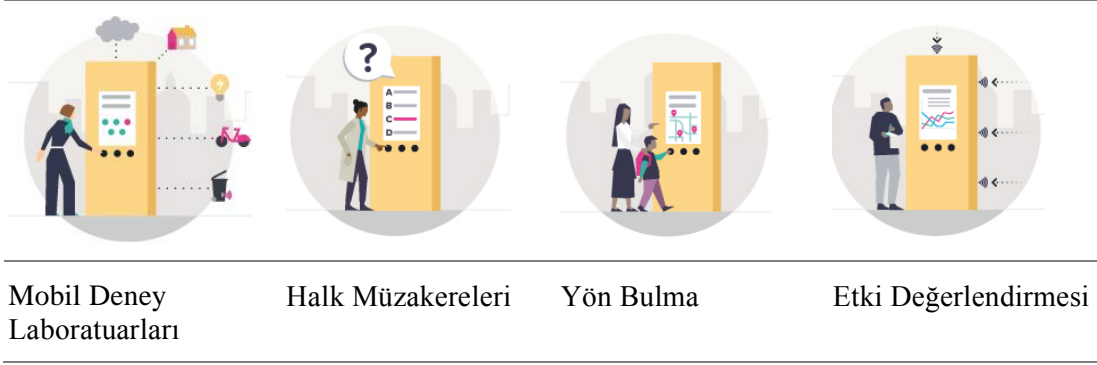 ?
A
B
C
D
Mobil Deney
Laboratuarları
Halk Müzakereleri
Yön Bulma
Etki Değerlendirmesi